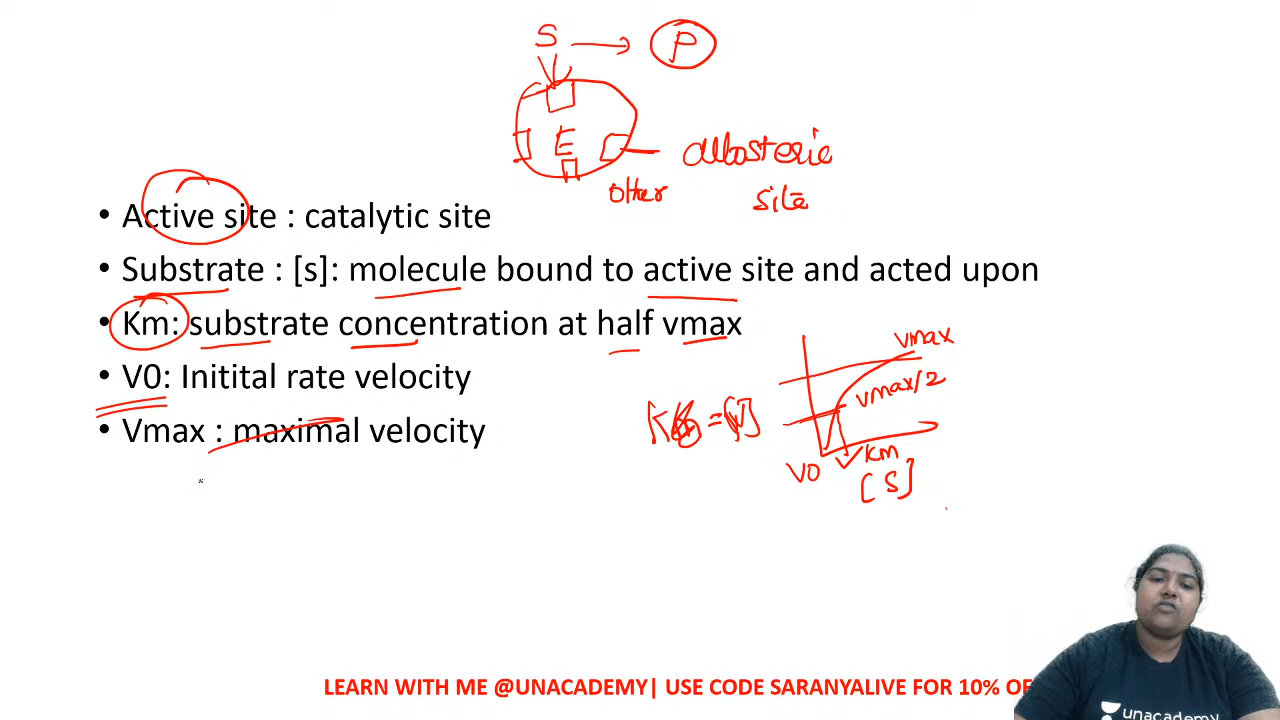 S → P
E
allosteric
other site
• Active site : catalytic site
• Substrate : [s]: molecule bound to active site and acted upon
• Km: substrate concentration at half vmax
vmax
• V0: Initital rate velocity
vmax/2
• Vmax : maximal velocity
V0 Km
[S]
LEARN WITH ME @UNACADEMY| USE CODE SARANYALIVE FOR 10% OF
unacademy